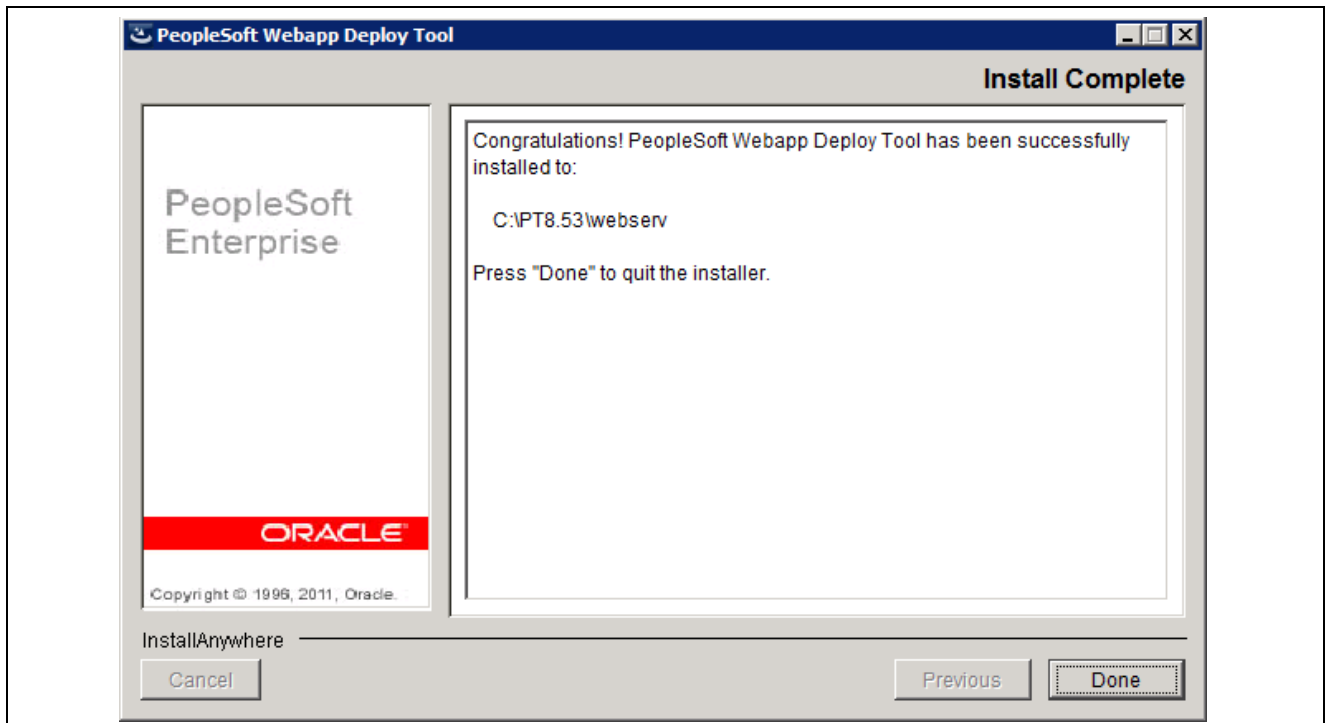 PeopleSoft Webapp Deploy Tool
Install Complete
PeopleSoft
Enterprise
ORACLE
Copyright © 1996, 2011, Oracle.
Congratulations! PeopleSoft Webapp Deploy Tool has been successfully
installed to:
C:\PT8.53\webserv
Press "Done" to quit the installer.
InstallAnywhere
Cancel
Previous
Done